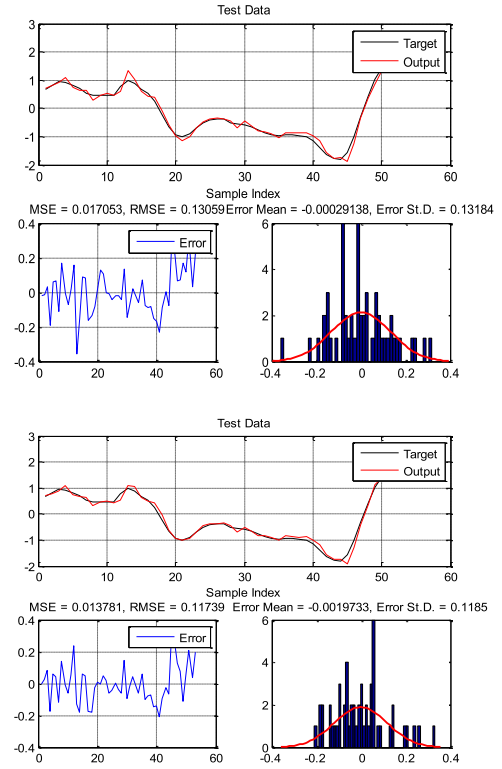 Test Data
3
2
1
0
-1
-2
0 10 20 30 40 50 60
Target
Output
Sample Index
MSE = 0.017053, RMSE = 0.13059 Error Mean = -0.00029138, Error St.D. = 0.13184
0.4
0.2
0
-0.2
-0.4
0 20 40 60
Error
6
4
2
0
-0.4 -0.2 0 0.2 0.4
Test Data
3
2
1
0
-1
-2
0 10 20 30 40 50 60
Target
Output
Sample Index
MSE = 0.013781, RMSE = 0.11739 Error Mean = -0.0019733, Error St.D. = 0.1185
0.4
0.2
0
-0.2
-0.4
0 20 40 60
Error
6
4
2
0
-0.4 -0.2 0 0.2 0.4